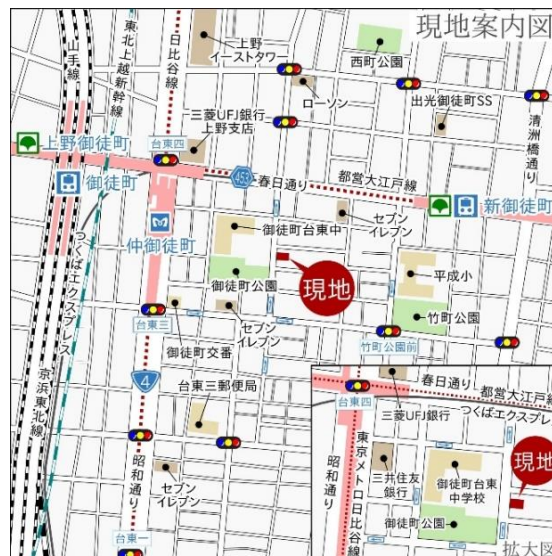 現地案内図
山手線
東北上越新幹線
日比谷線
上野
イーストタワー
西町公園
ローソン
出光御徒町SS
清洲橋通り
三菱UFJ銀行
上野支店
台東四
上野御徒町
御徒町
453
春日通り
都営大江戸線
新御徒町
仲御徒町
御徒町台東中
セブン
イレブン
現地
平成小
御徒町公園
竹町公園
つくばエクスプレス
台東三
御徒町交番
セブン
イレブン
竹町公園前
京浜東北線
4
台東三郵便局
昭和通り
セブン
イレブン
台東一
台東四
春日通り
都営大江戸線
三菱UFJ銀行
つくばエクスプレ
東京メトロ日比谷線
三井住友
銀行
御徒町台東
中学校
現地
昭和通り
御徒町公園
拡大図